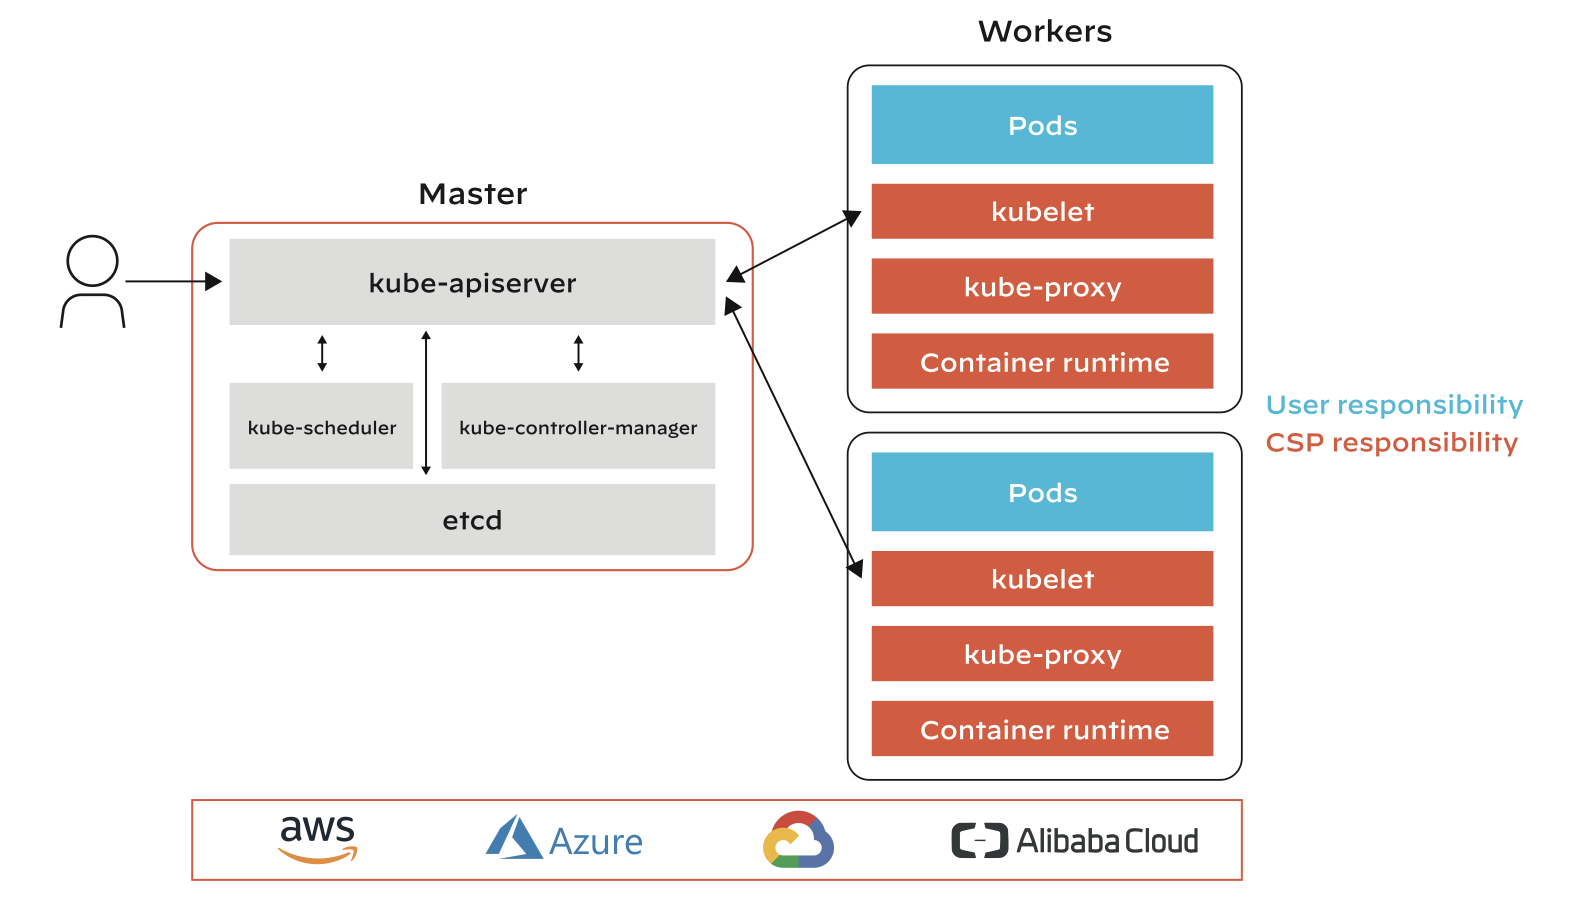 Workers
Master
kube-apiserver
kube-scheduler
kube-controller-manager
etcd
Pods
kubelet
kube-proxy
Container runtime
Pods
kubelet
kube-proxy
Container runtime
User responsibility
CSP responsibility
aws
Azure
Alibaba Cloud